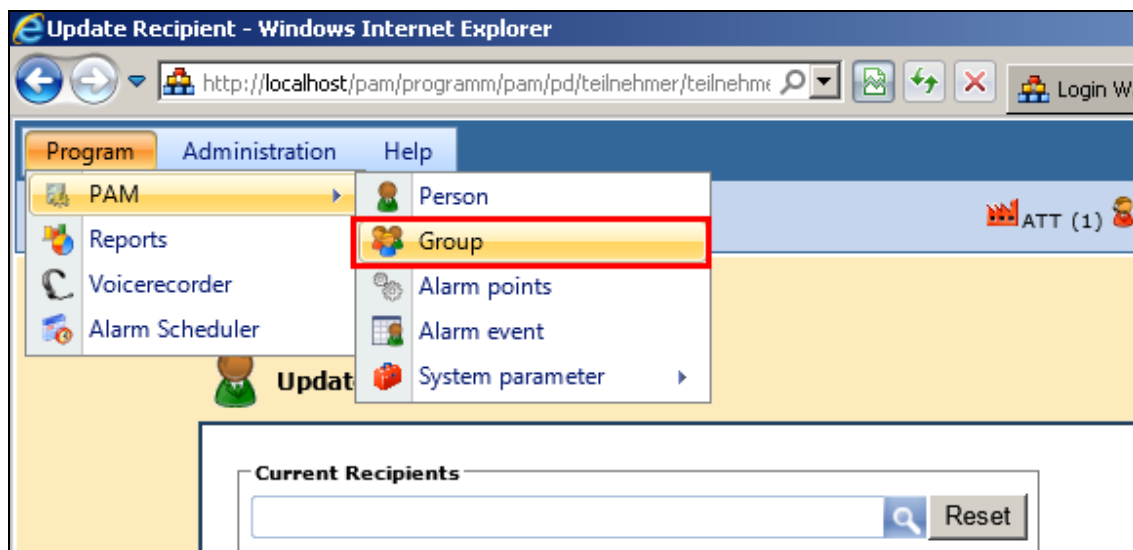 Update Recipient - Windows Internet Explorer
http://localhost/pam/programm/pam/pd/teilnehmer/teilnehme
Login W
Program Administration Help
PAM
Person
ATT (1)
Reports
Group
Voicerecorder
Alarm points
Alarm Scheduler
Alarm event
System parameter
Updat
Current Recipients
Reset